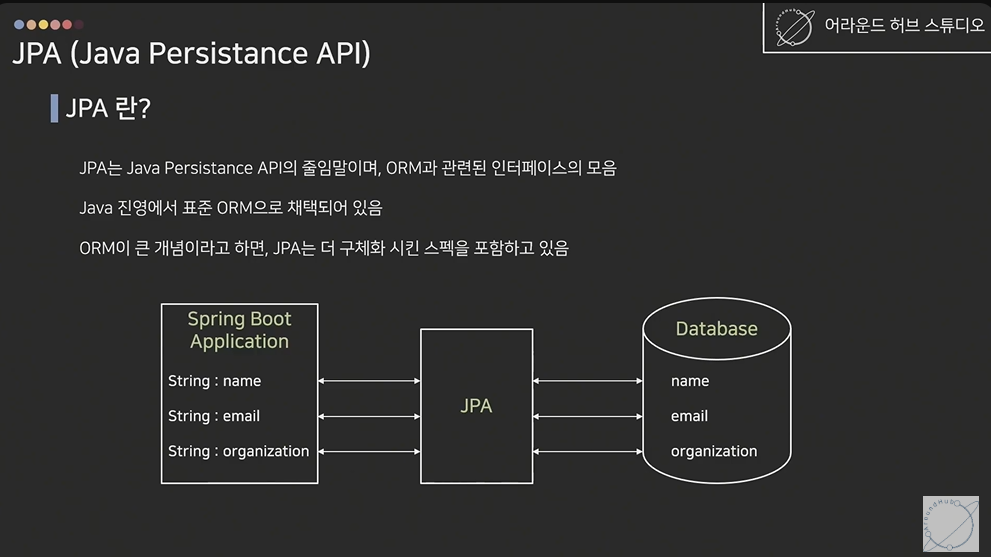 어라운드 허브 스튜디오
JPA (Java Persistance API)
JPA 란?
JPA는 Java Persistance API의 줄임말이며, ORM과 관련된 인터페이스의 모음
Java 진영에서 표준 ORM으로 채택되어 있음
ORM이 큰 개념이라고 하면, JPA는 더 구체화 시킨 스펙을 포함하고 있음
Spring Boot
Application
String : name
String : email
String : organization
JPA
Database
name
email
organization
AroundHub